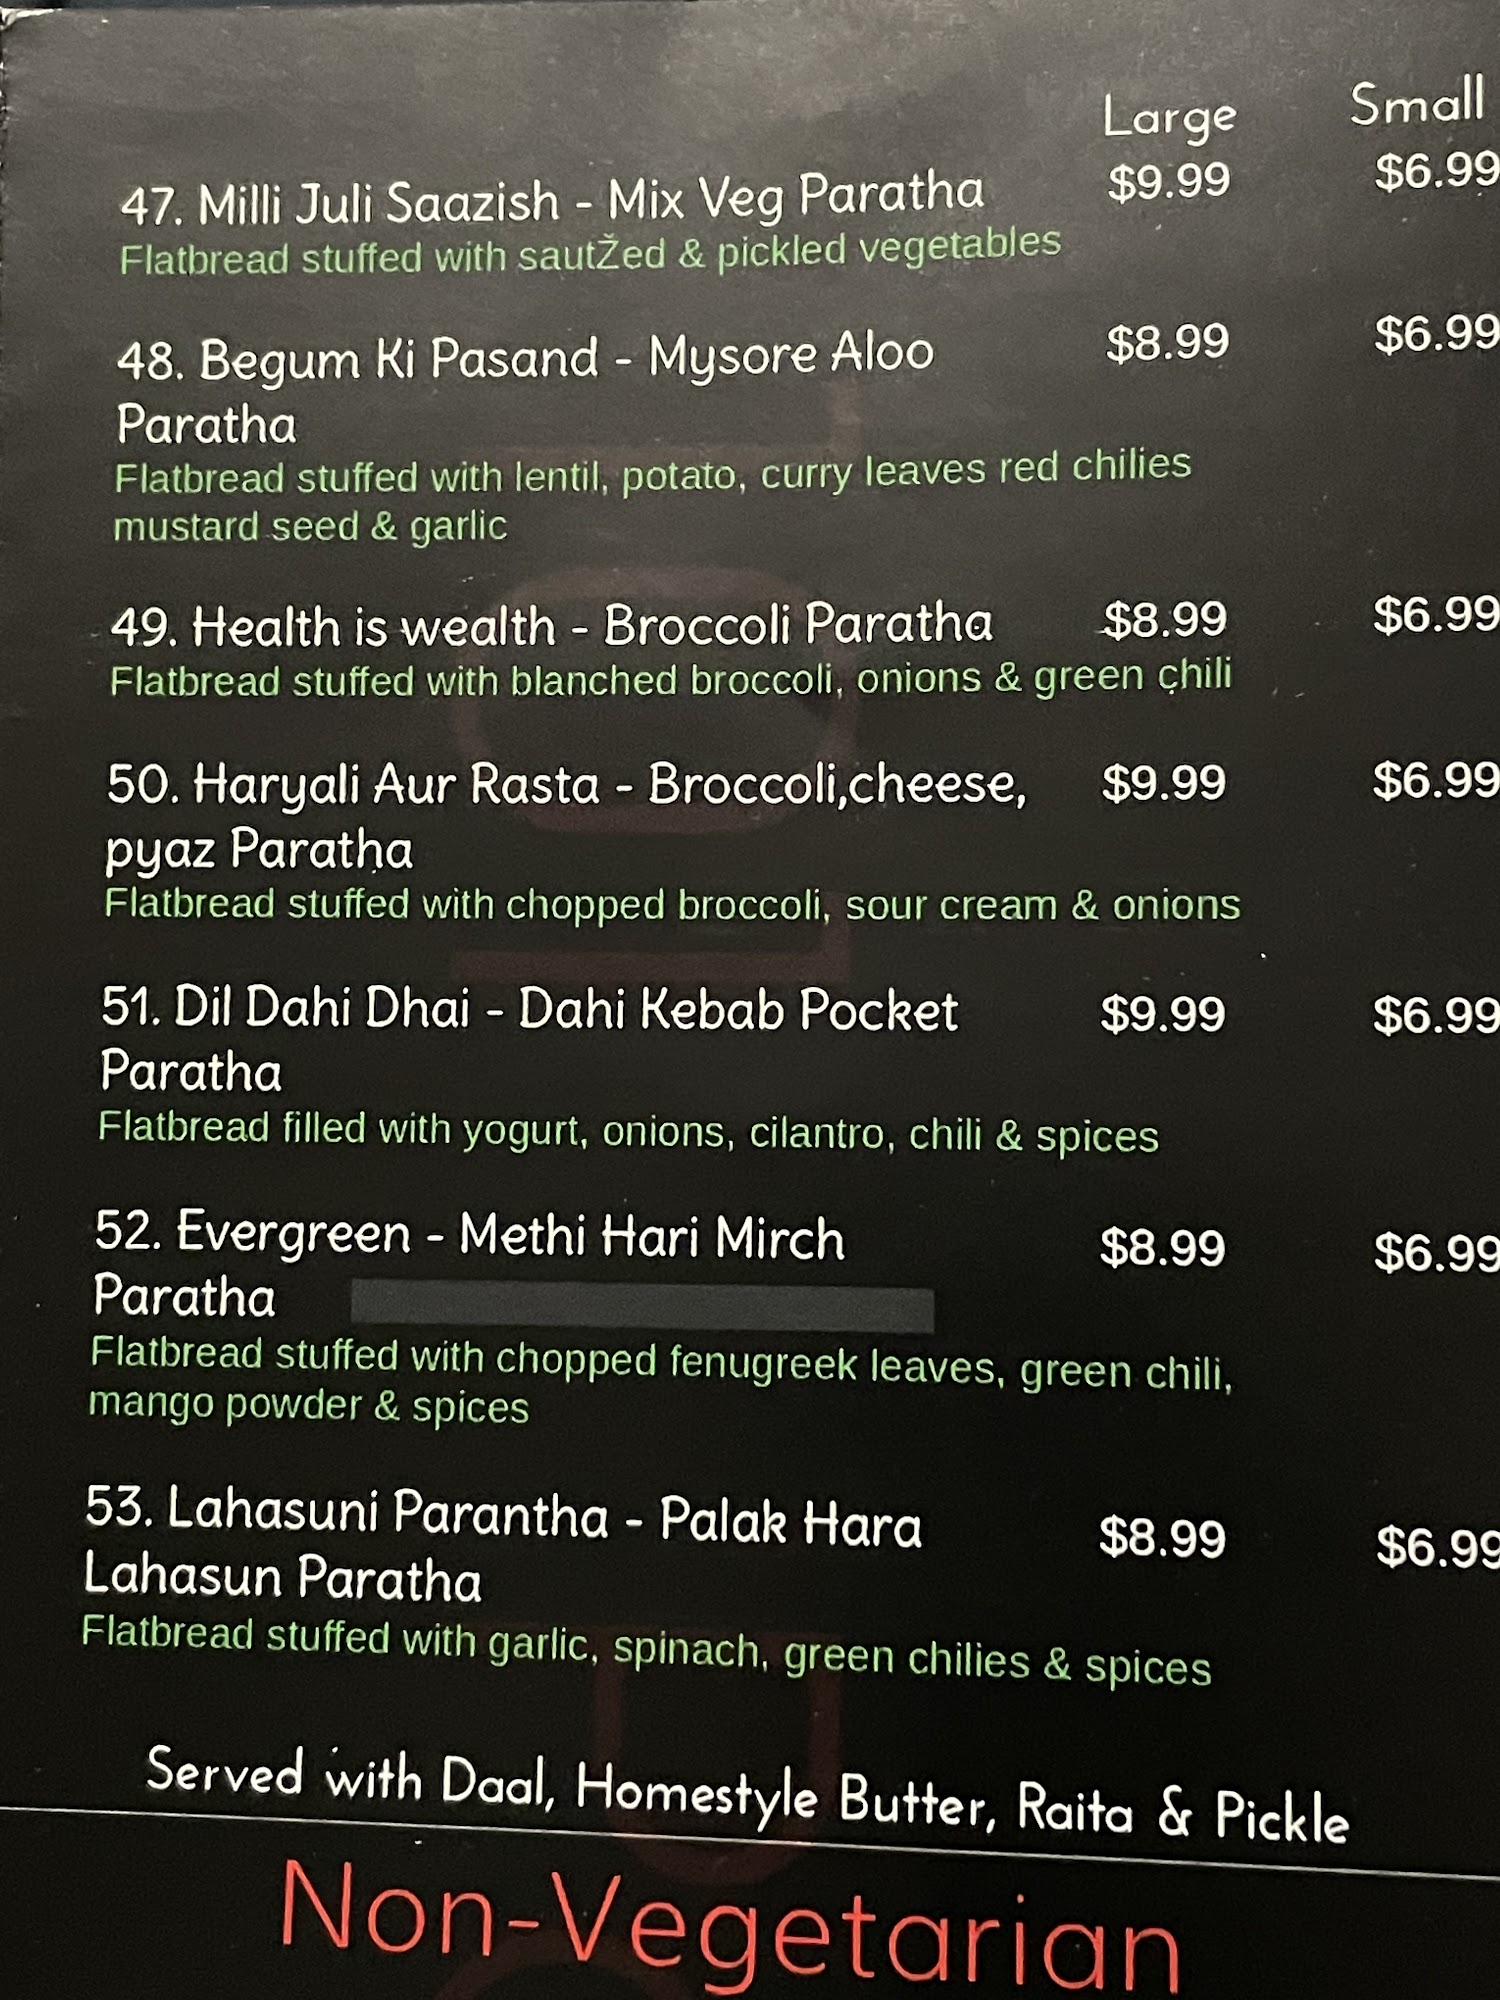 Large Small
47. Milli Juli Saazish - Mix Veg Paratha $9.99 $6.99
Flatbread stuffed with sautŽed & pickled vegetables
48. Begum Ki Pasand - Mysore Aloo $8.99 $6.99
Paratha
Flatbread stuffed with lentil, potato, curry leaves red chilies
mustard seed & garlic
49. Health is wealth - Broccoli Paratha $8.99 $6.99
Flatbread stuffed with blanched broccoli, onions & green chili
50. Haryali Aur Rasta - Broccoli,cheese, $9.99 $6.99
pyaz Paratha
Flatbread stuffed with chopped broccoli, sour cream & onions
51. Dil Dahi Dhai - Dahi Kebab Pocket $9.99 $6.99
Paratha
Flatbread filled with yogurt, onions, cilantro, chili & spices
52. Evergreen - Methi Hari Mirch $8.99 $6.99
Paratha
Flatbread stuffed with chopped fenugreek leaves, green chili,
mango powder & spices
53. Lahasuni Parantha - Palak Hara $8.99 $6.99
Lahasun Paratha
Flatbread stuffed with garlic, spinach, green chilies & spices
Served with Daal, Homestyle Butter, Raita & Pickle
Non-Vegetarian